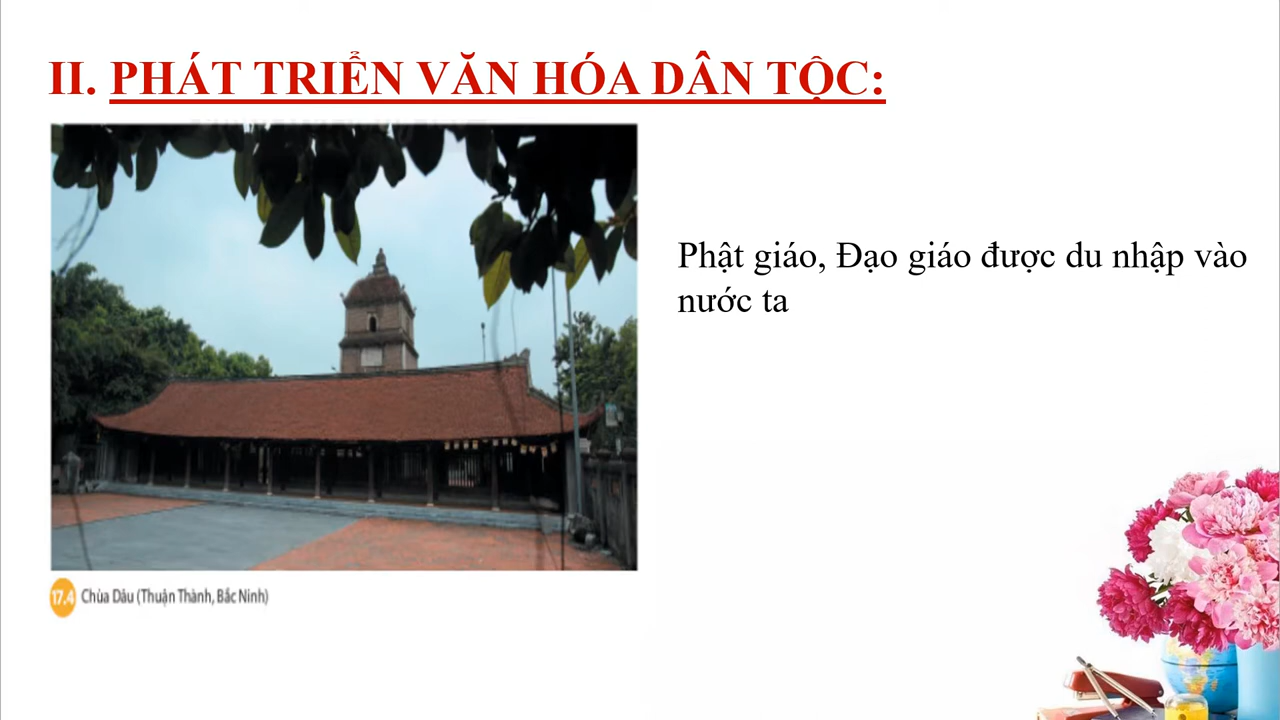 II. PHÁT TRIỂN VĂN HÓA DÂN TỘC:
Phật giáo, Đạo giáo được du nhập vào
nước ta
17.4 Chùa Dâu (Thuận Thành, Bắc Ninh)